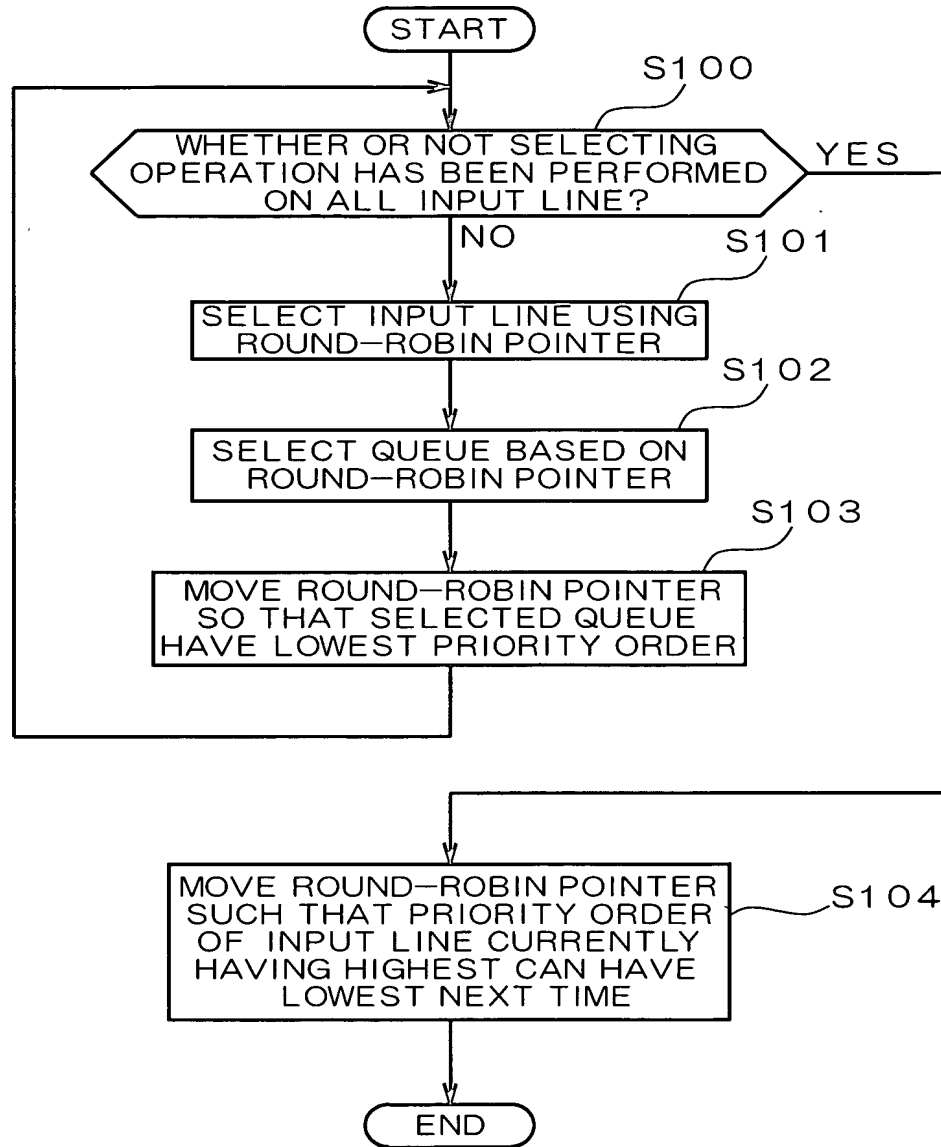 START
S100
WHETHER OR NOT SELECTING
OPERATION HAS BEEN PERFORMED
ON ALL INPUT LINE?
YES
NO
S101
SELECT INPUT LINE USING
ROUND-ROBIN POINTER
S102
SELECT QUEUE BASED ON
ROUND-ROBIN POINTER
S103
MOVE ROUND-ROBIN POINTER
SO THAT SELECTED QUEUE
HAVE LOWEST PRIORITY ORDER
MOVE ROUND-ROBIN POINTER
SUCH THAT PRIORITY ORDER
OF INPUT LINE CURRENTLY
HAVING HIGHEST CAN HAVE
LOWEST NEXT TIME
S104
END